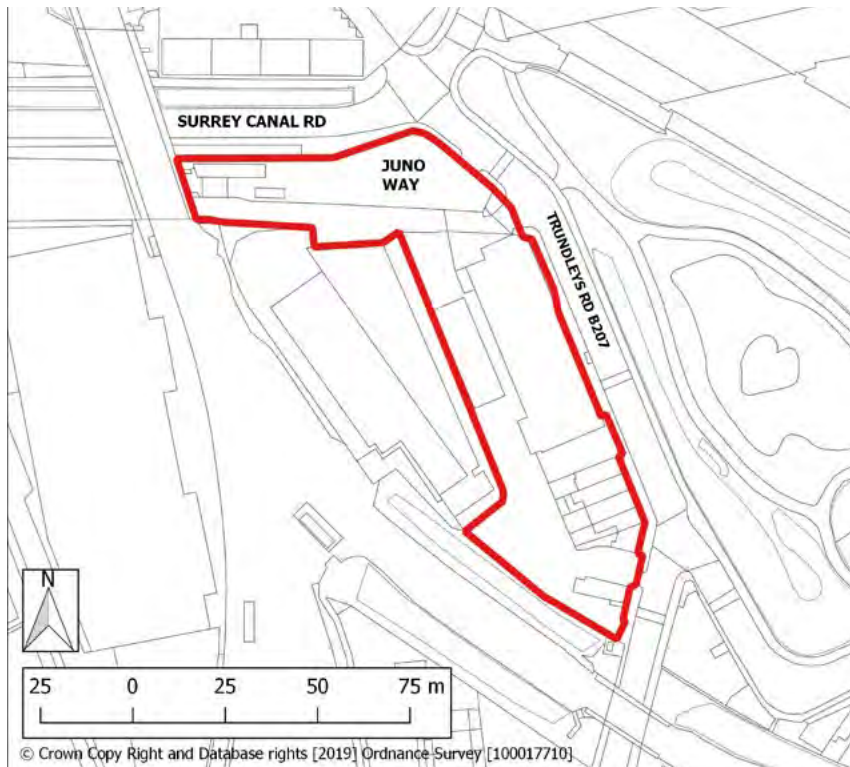 SURREY CANAL RD
JUNO
WAY
TRUNDLEYS RD B207
N
25 0 25 50 75 m
© Crown Copy Right and Database rights [2019] Ordnance Survey [100017710]